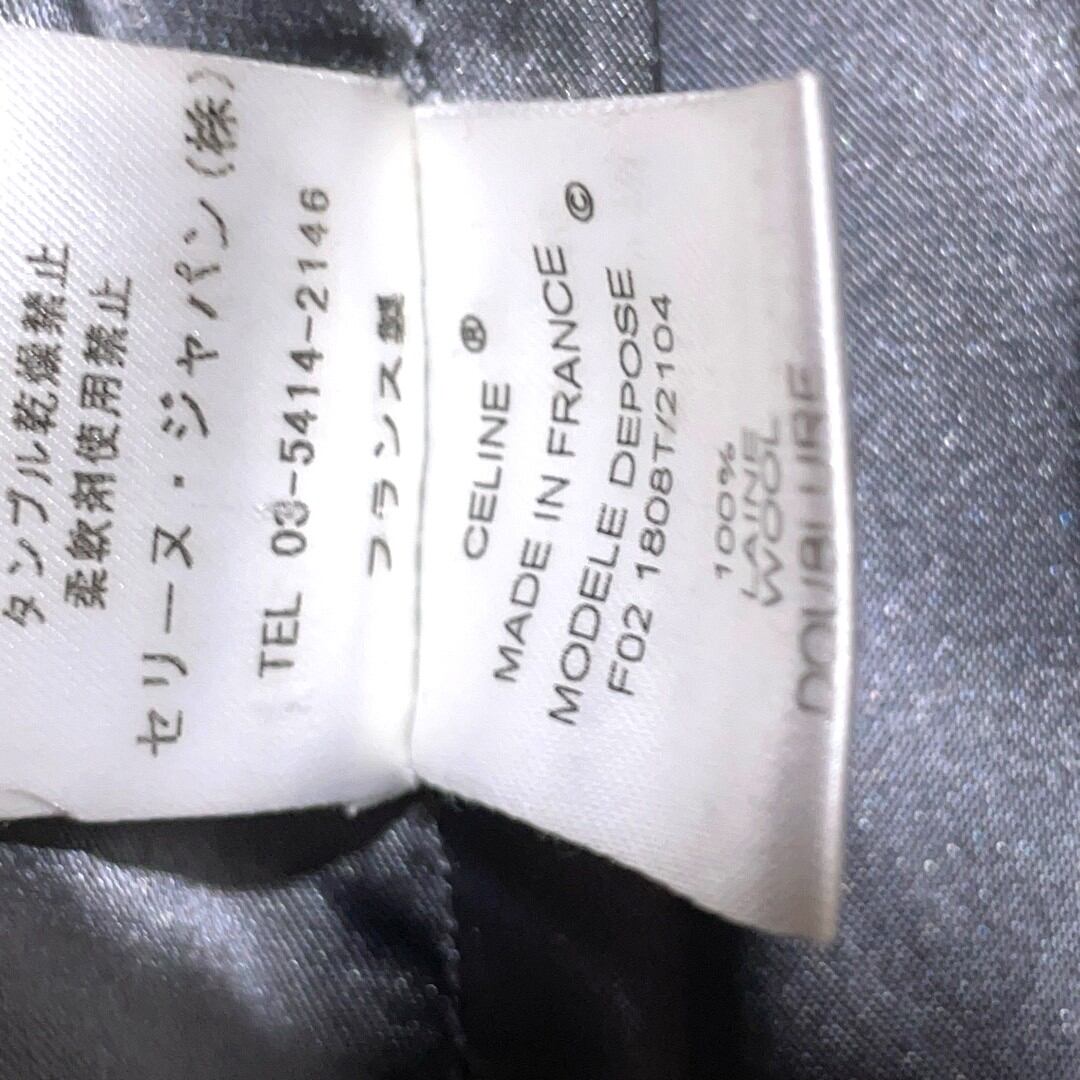 タンブル乾燥禁止
柔軟剤使用禁止
セリーヌ・ジャパン(株)
TEL 03-5414-2146
フランス製
CELINE ®
MADE IN FRANCE
MODELE DEPOSE ©
F02 1808T/2104
100%
LAINE
WOOL
DOUBLURE